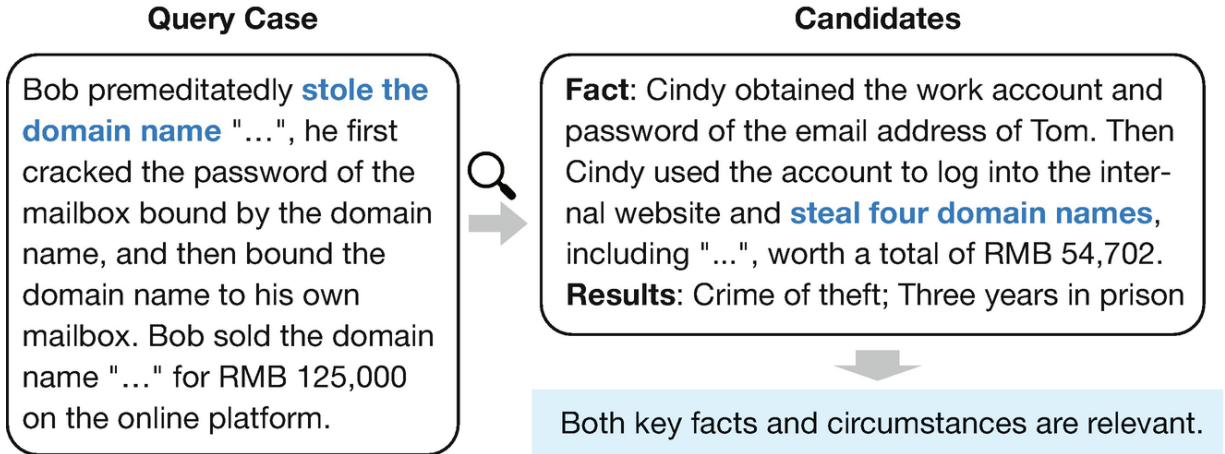 Query Case
Bob premeditatedly stole the
domain name "...", he first
cracked the password of the
mailbox bound by the domain
name, and then bound the
domain name to his own
mailbox. Bob sold the domain
name "..." for RMB 125,000
on the online platform.
Candidates
Fact: Cindy obtained the work account and
password of the email address of Tom. Then
Cindy used the account to log into the inter-
nal website and steal four domain names,
including "...", worth a total of RMB 54,702.
Results: Crime of theft; Three years in prison
Both key facts and circumstances are relevant.